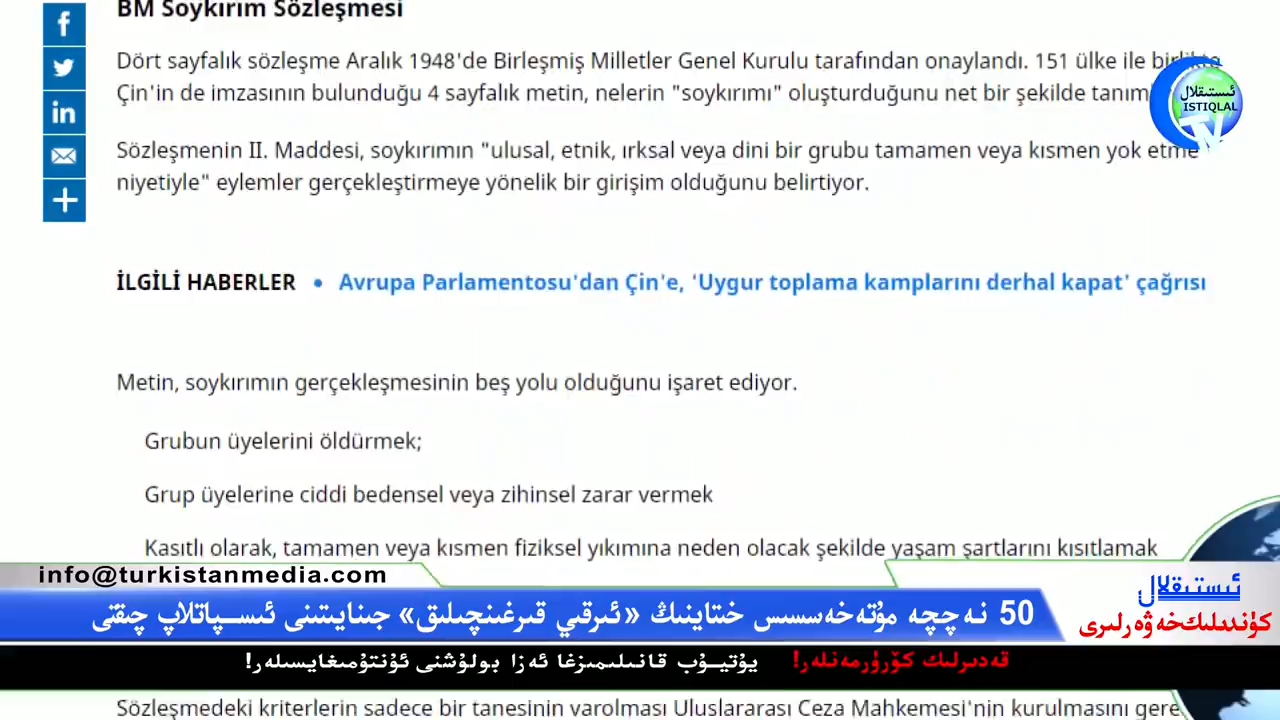 BM Soykırım Sözleşmesi
Dört sayfalık sözleşme Aralık 1948'de Birleşmiş Milletler Genel Kurulu tarafından onaylandı. 151 ülke ile birlikte
Çin'in de imzasının bulunduğu 4 sayfalık metin, nelerin "soykırımı" oluşturduğunu net bir şekilde
ئىستىقلال
ISTIQLAL
TV
Sözleşmenin II. Maddesi, soykırımın "ulusal, etnik, ırksal veya dini bir grubu tamamen veya kısmen yok etme
niyetiyle" eylemler gerçekleştirmeye yönelik bir girişim olduğunu belirtiyor.
İLGİLİ HABERLER • Avrupa Parlamentosu'dan Çin'e, 'Uygur toplama kamplarını derhal kapat' çağrısı
Metin, soykırımın gerçekleşmesinin beş yolu olduğunu işaret ediyor.
Grubun üyelerini öldürmek;
Grup üyelerine ciddi bedensel veya zihinsel zarar vermek
Kasıtlı olarak, tamamen veya kısmen fiziksel yıkımına neden olacak şekilde yaşam şartlarını kısıtlamak
info@turkistanmedia.com
ئىستىقلال
كۈندىلىك خەۋەرلىرى
50 نەچچە مۇتەخەسسىس خىتاينىڭ «ئىرقىي قىرغىنچىلىق» جىنايىتىنى ئىسپاتلاپ چىقتى
قەدىرلىك كۆرۈرمەنلەر! يۇتيۇب قانىلىمىزغا ئەزا بولۇشنى ئۇنتۇمىغايسىلەر!
Sözleşmedeki kriterlerin sadece bir tanesinin varolması Uluslararası Ceza Mahkemesi'nin kurulmasını